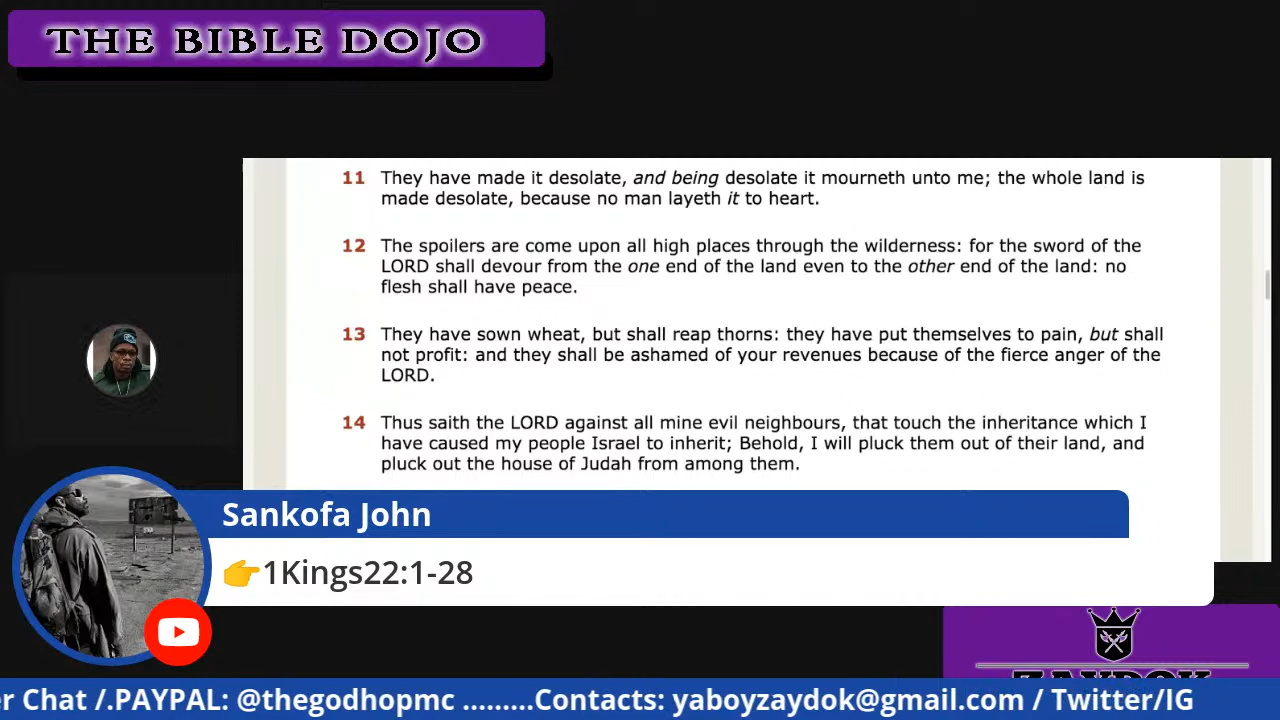 THE BIBLE DOJO
11 They have made it desolate, and being desolate it mourneth unto me; the whole land is
made desolate, because no man layeth it to heart.
12 The spoilers are come upon all high places through the wilderness: for the sword of the
LORD shall devour from the one end of the land even to the other end of the land: no
flesh shall have peace.
13 They have sown wheat, but shall reap thorns: they have put themselves to pain, but shall
not profit: and they shall be ashamed of your revenues because of the fierce anger of the
LORD.
14 Thus saith the LORD against all mine evil neighbours, that touch the inheritance which I
have caused my people Israel to inherit; Behold, I will pluck them out of their land, and
pluck out the house of Judah from among them.
Sankofa John
👉1Kings22:1-28
ZAYDOK
er Chat /.PAYPAL: @thegodhopmc .........Contacts: yaboyzaydok@gmail.com / Twitter/IG